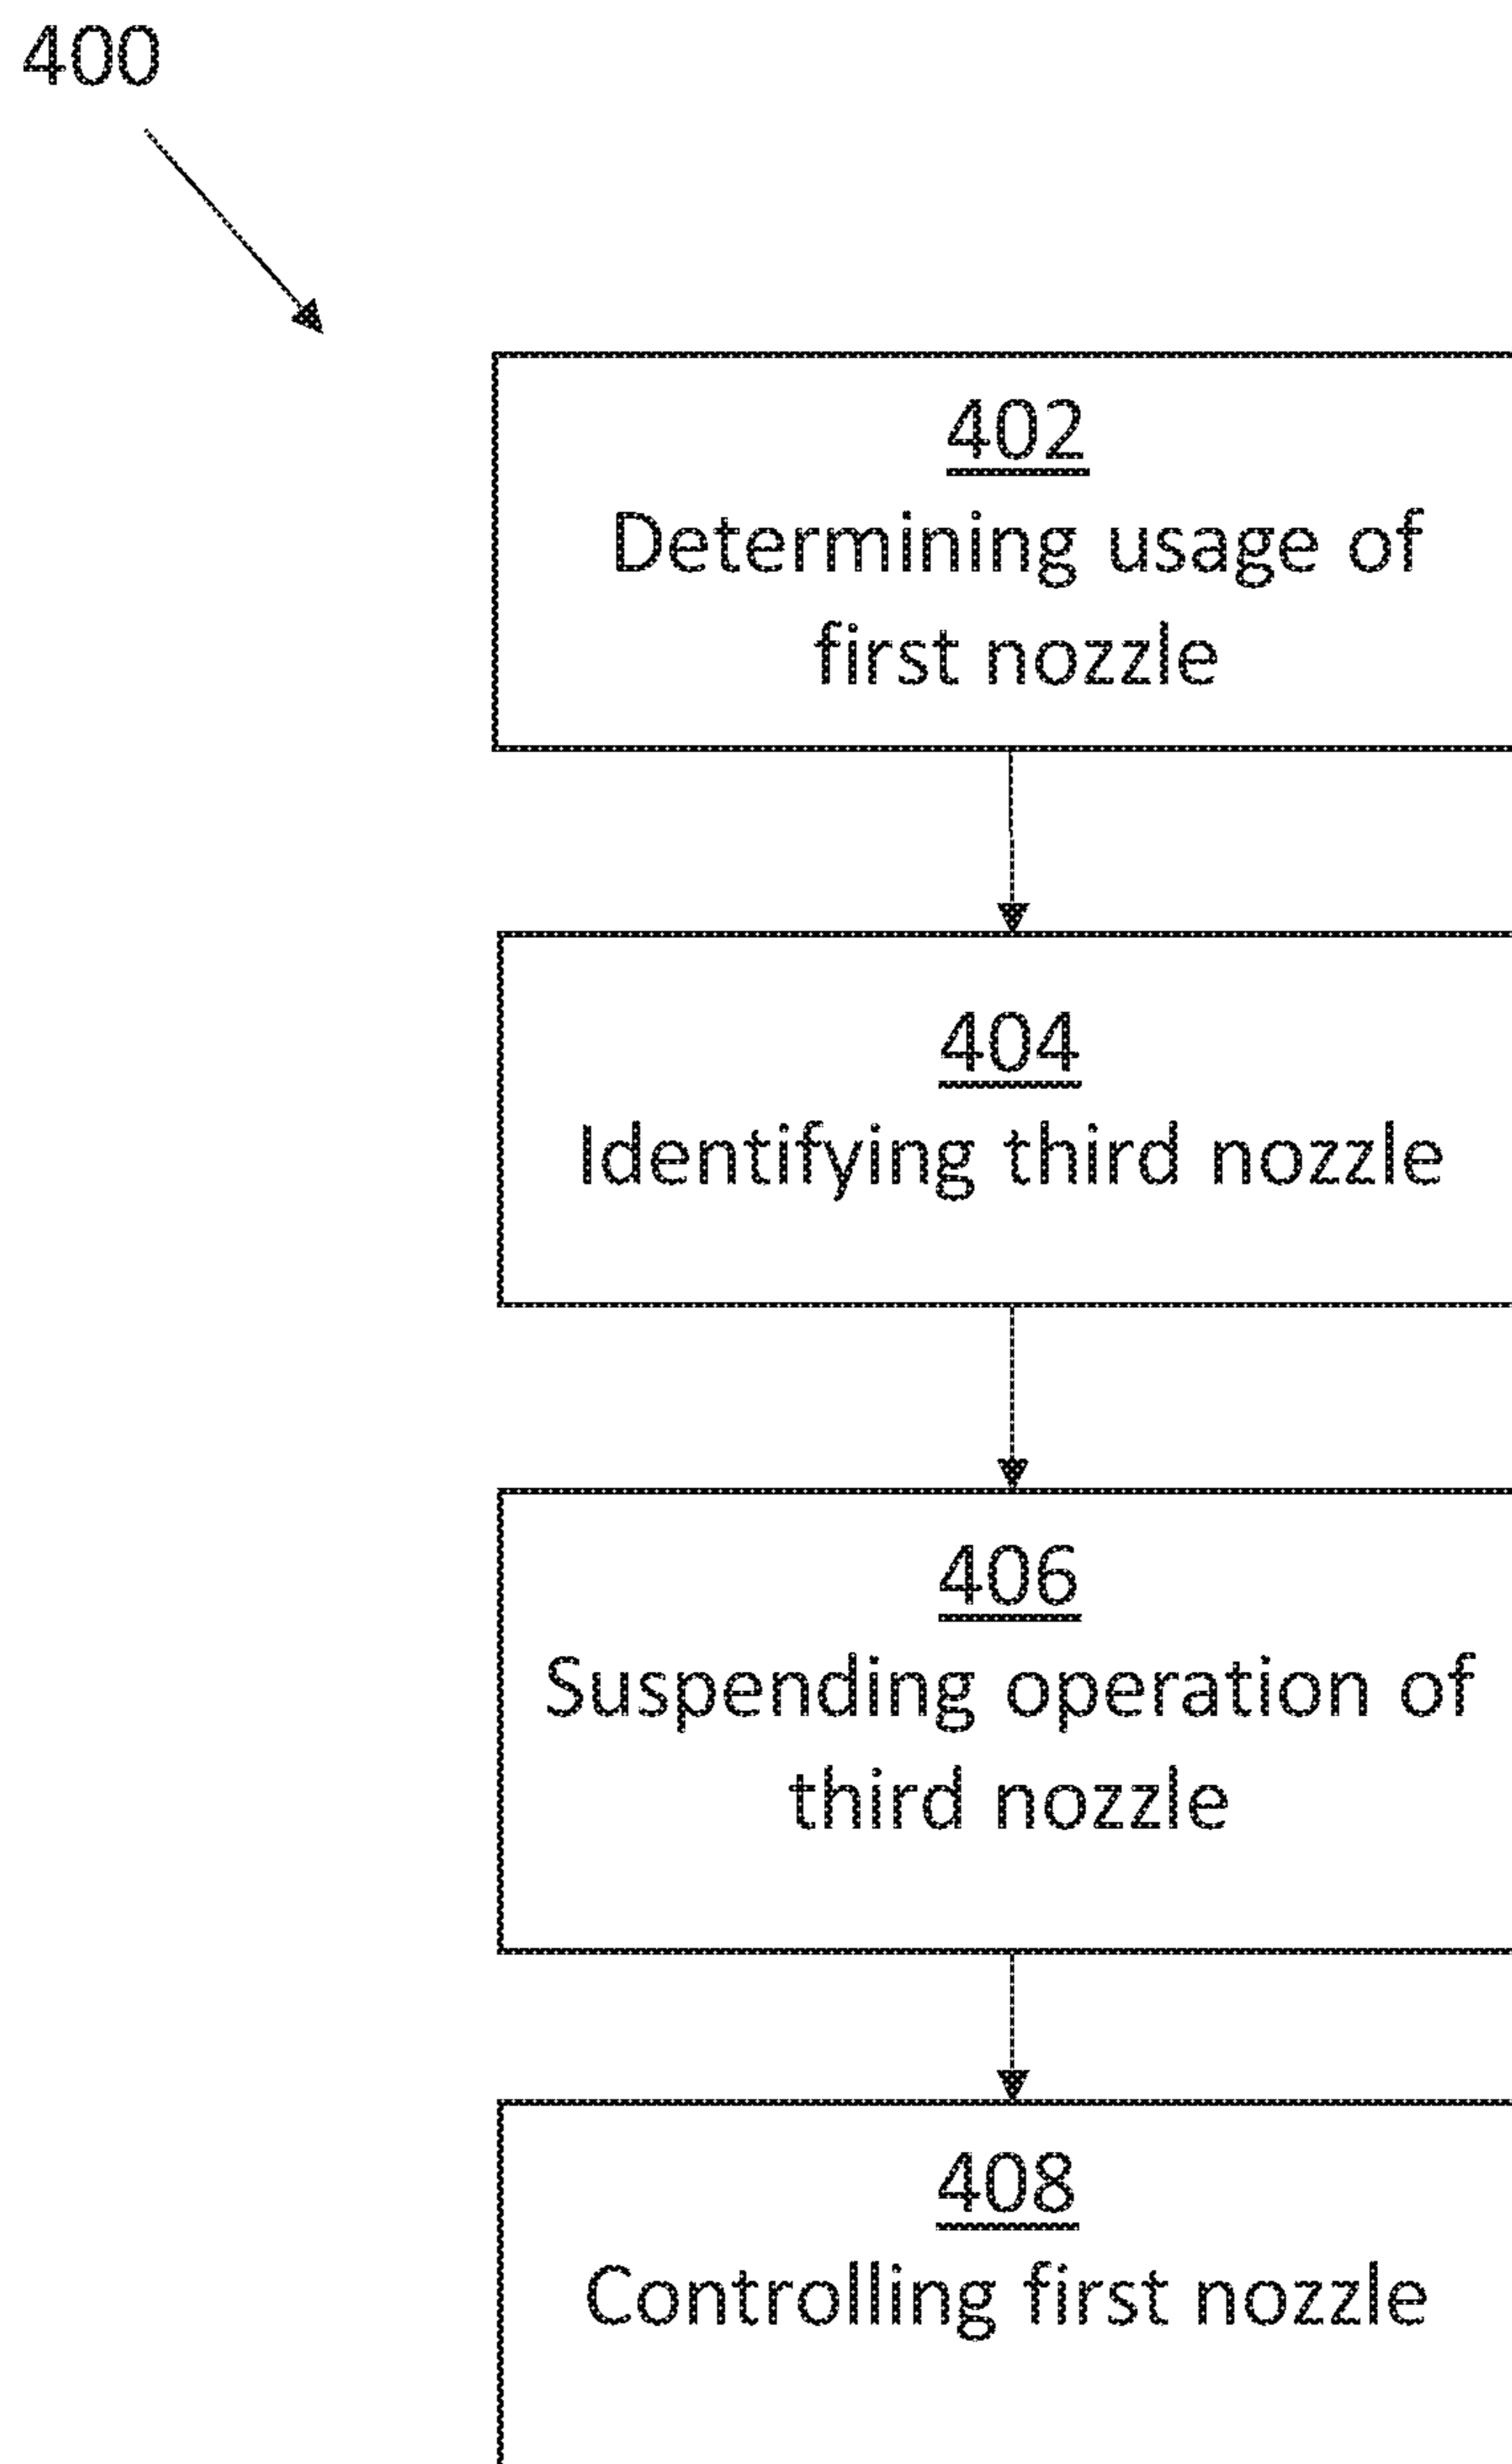 400
402
Determining usage of
first nozzle
404
Identifying third nozzle
406
Suspending operation of
third nozzle
408
Controlling first nozzle